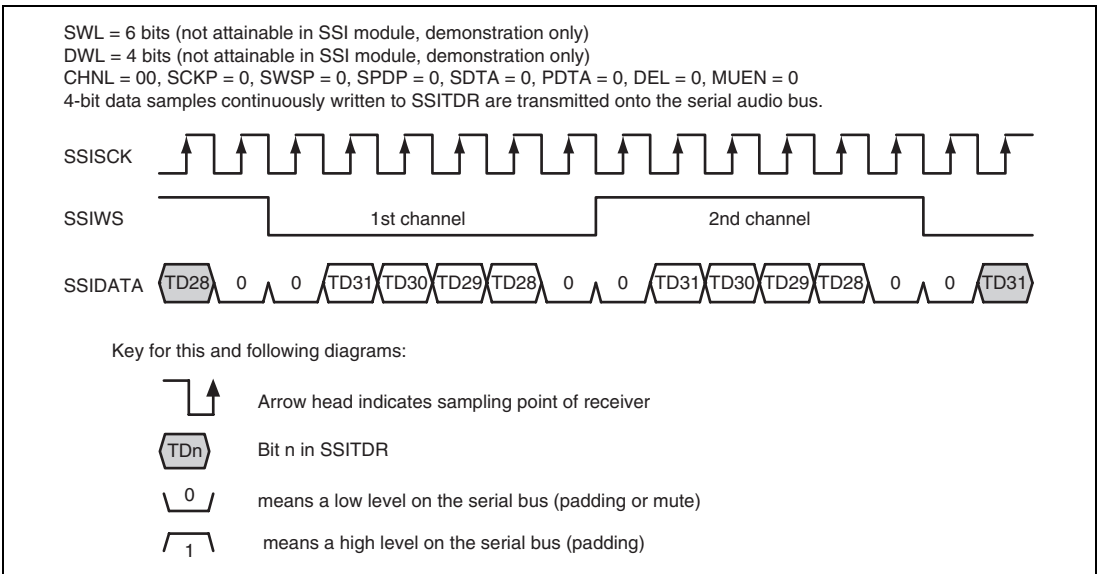 SWL = 6 bits (not attainable in SSI module, demonstration only)
DWL = 4 bits (not attainable in SSI module, demonstration only)
CHNL = 00, SCKP = 0, SWSP = 0, SPDP = 0, SDTA = 0, PDTA = 0, DEL = 0, MUEN = 0
4-bit data samples continuously written to SSITDR are transmitted onto the serial audio bus.
SSISCK
SSIWS 1st channel 2nd channel
SSIDATA TD28 0 0 TD31 TD30 TD29 TD28 0 0 TD31 TD30 TD29 TD28 0 0 TD31
Key for this and following diagrams:
Arrow head indicates sampling point of receiver
TDn Bit n in SSITDR
0 means a low level on the serial bus (padding or mute)
1 means a high level on the serial bus (padding)